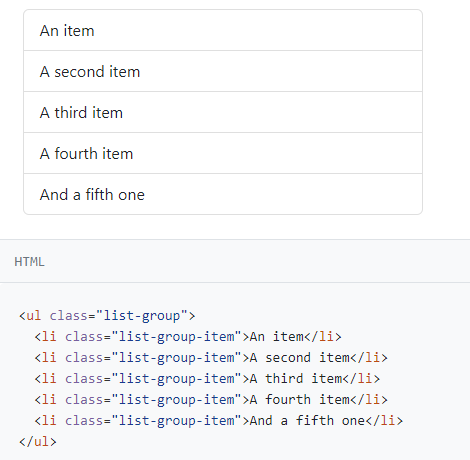 An item
A second item
A third item
A fourth item
And a fifth one
HTML
<ul class="list-group">
  <li class="list-group-item">An item</li>
  <li class="list-group-item">A second item</li>
  <li class="list-group-item">A third item</li>
  <li class="list-group-item">A fourth item</li>
  <li class="list-group-item">And a fifth one</li>
</ul>